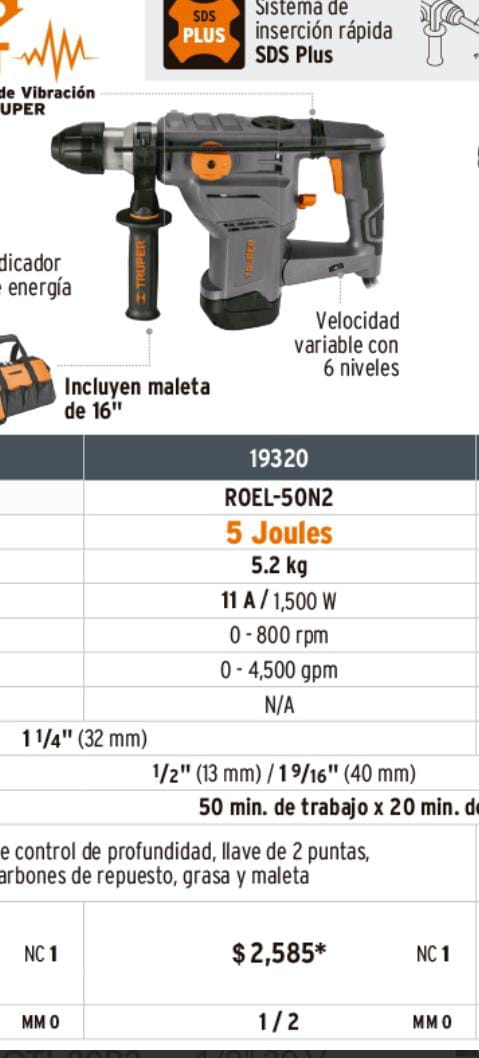 SDS
PLUS
Sistema de
inserción rápida
SDS Plus
de Vibración
UPER
TRUPER
TRUPER
dicador
e energía
Velocidad
variable con
6 niveles
Incluyen maleta
de 16"
19320
ROEL-50N2
5 Joules
5.2 kg
11 A / 1,500 W
0 - 800 rpm
0 - 4,500 gpm
N/A
1 1/4" (32 mm)
1/2" (13 mm) / 1 9/16" (40 mm)
50 min. de trabajo x 20 min. de
e control de profundidad, llave de 2 puntas,
arbones de repuesto, grasa y maleta
NC 1
$ 2,585*
NC 1
MM 0
1 / 2
MM 0